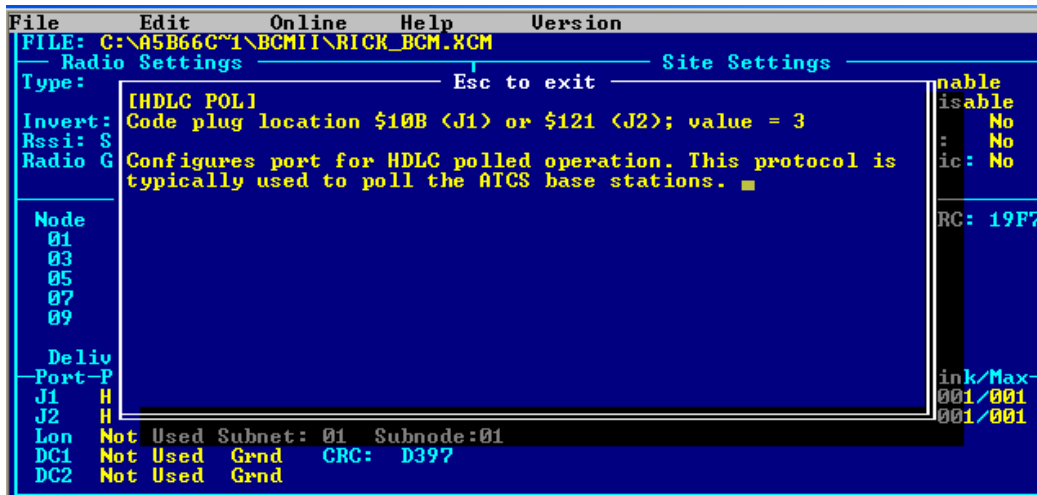 File Edit Online Help Version
FILE: C:\A5B66C~1\BCMII\RICK_BCM.XCM
Radio Settings Site Settings
Type: Esc to exit nable
[HDLC POL] isable
Invert: Code plug location $10B (J1) or $121 (J2); value = 3 No
Rssi: S : No
Radio G Configures port for HDLC polled operation. This protocol is ic: No
typically used to poll the ATCS base stations.
Node RC: 19F7
01
03
05
07
09
Deliv
Port P ink/Max
J1 H 001/001
J2 H 001/001
Lon Not Used Subnet: 01 Subnode:01
DC1 Not Used Grnd CRC: D397
DC2 Not Used Grnd